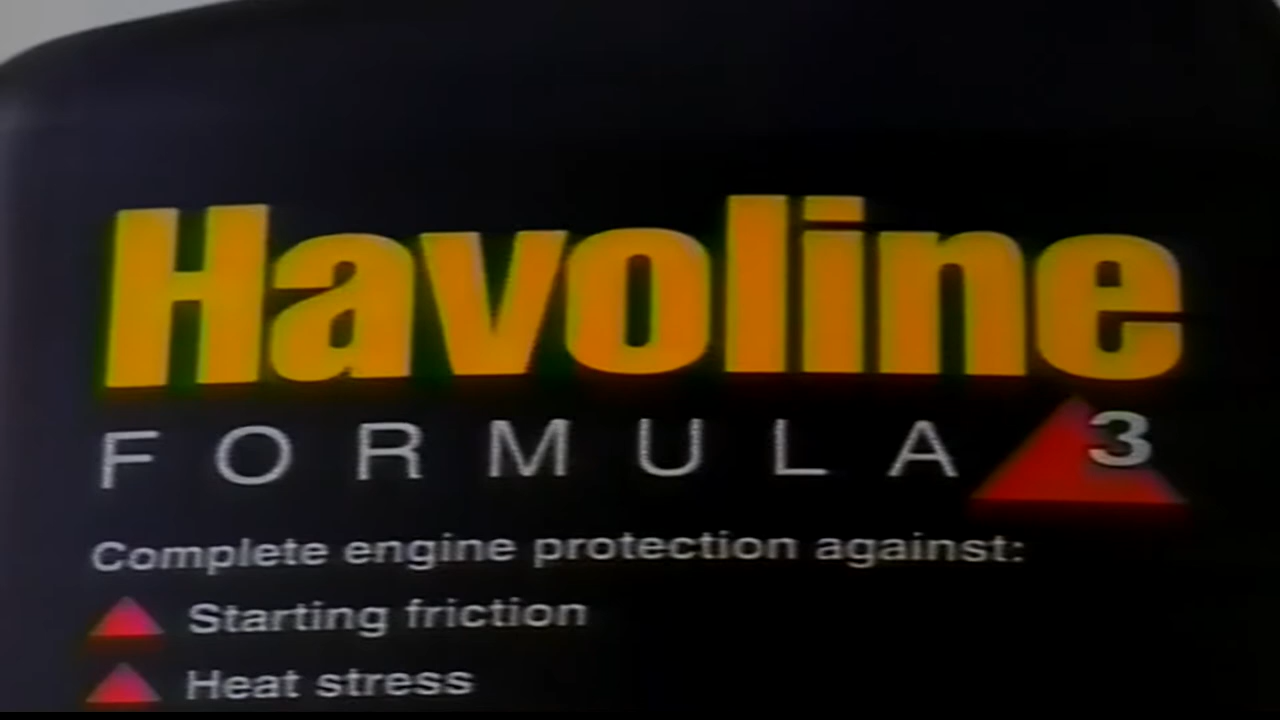 Havoline
FORMULA 3
Complete engine protection against:
Starting friction
Heat stress